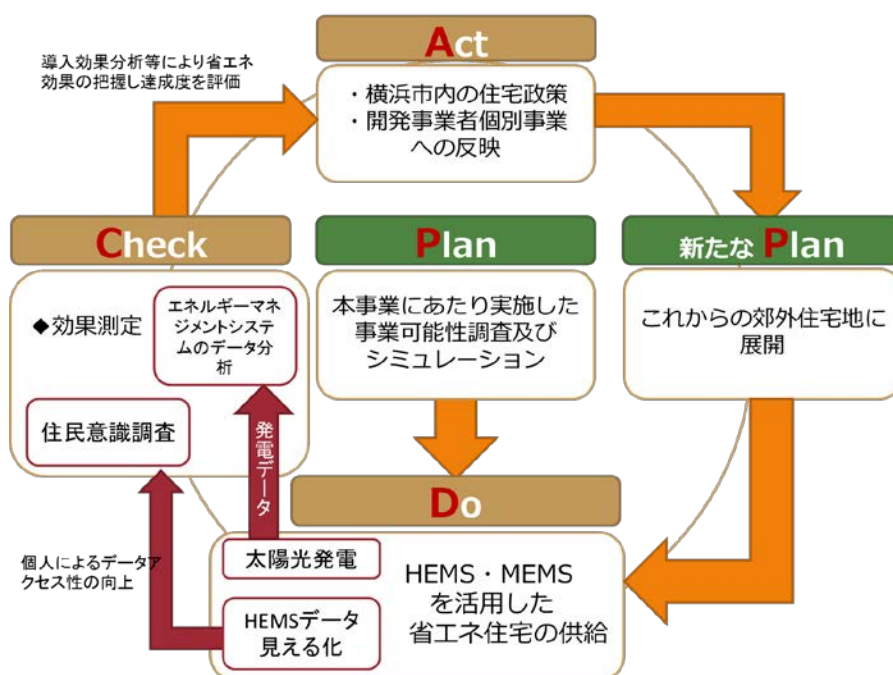 Act
導入効果分析等により省エネ
効果の把握し達成度を評価
・横浜市内の住宅政策
・開発事業者個別事業
への反映
Check
Plan
新たな Plan
◆効果測定
エネルギーマネ
ジメントシステ
ムのデータ分
析
住民意識調査
本事業にあたり実施した
事業可能性調査及び
シミュレーション
これからの郊外住宅地に
展開
発電データ
Do
個人によるデータア
クセス性の向上
太陽光発電
HEMSデータ
見える化
HEMS・MEMS
を活用した
省エネ住宅の供給